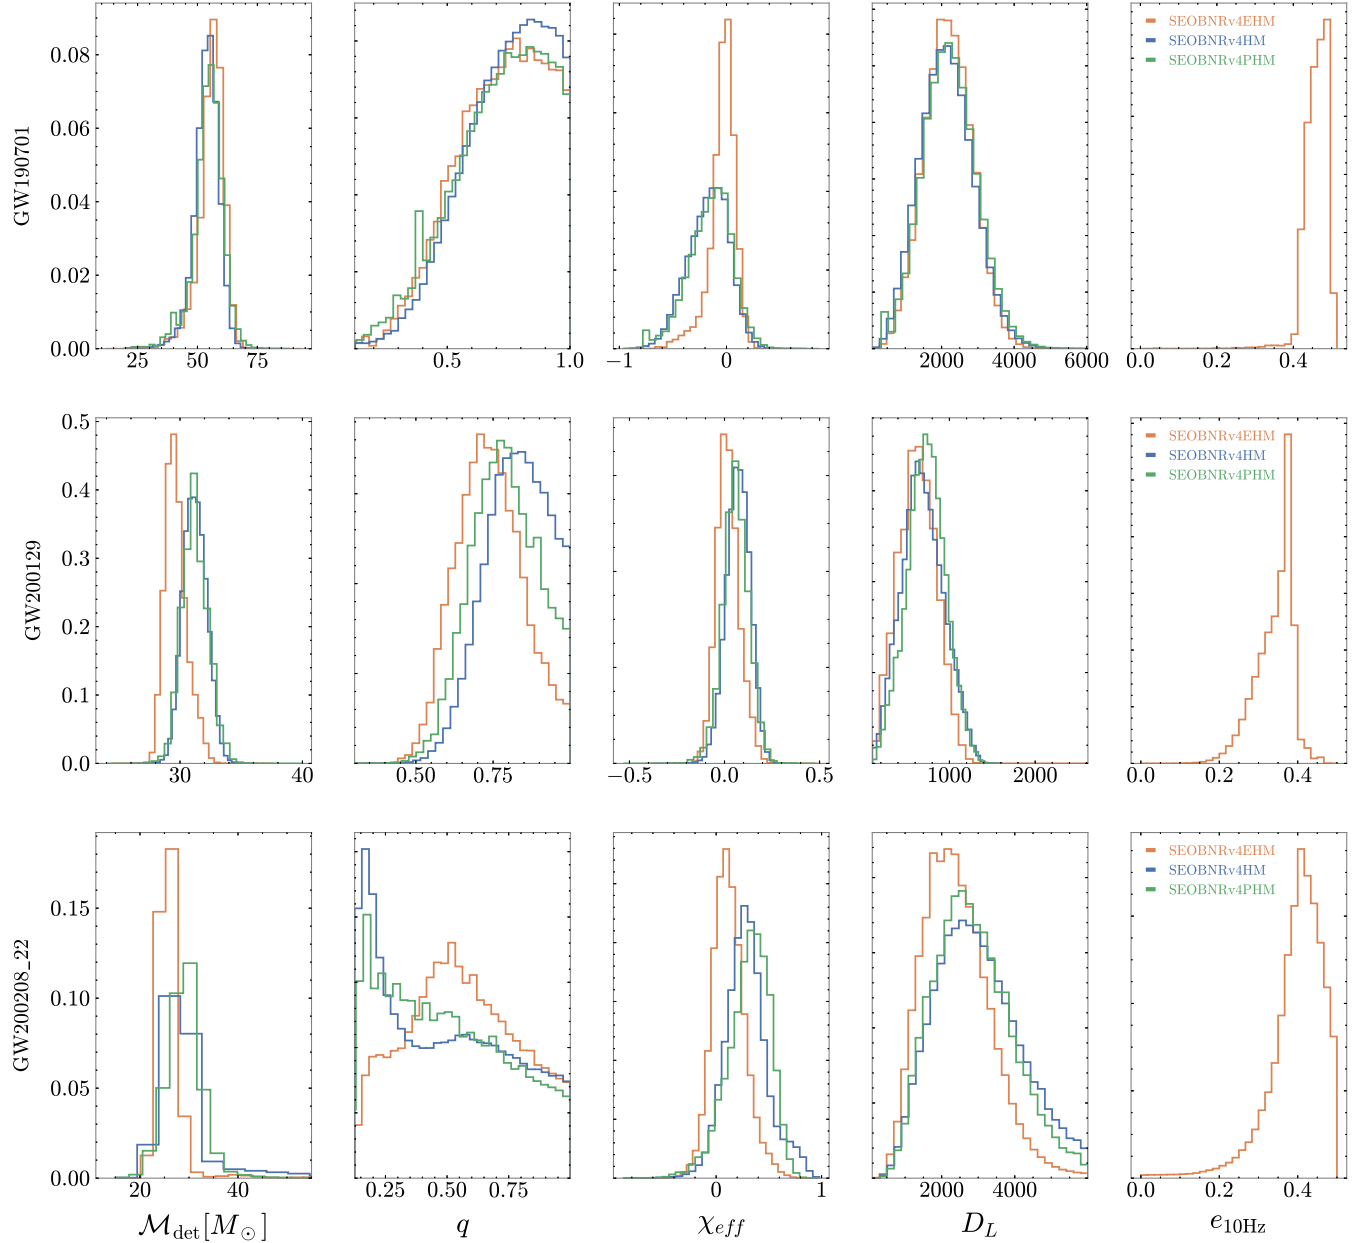 GW190701
0.08
0.06
0.04
0.02
0.00
25 50 75
0.5 1.0
−1 0
2000 4000 6000
SEOBNRv4EHM
SEOBNRv4HM
SEOBNRv4PHM
0.0 0.2 0.4
GW200129
0.5
0.4
0.3
0.2
0.1
0.0
30 40
0.50 0.75
−0.5 0.0 0.5
1000 2000
SEOBNRv4EHM
SEOBNRv4HM
SEOBNRv4PHM
0.0 0.2 0.4
GW200208_22
0.15
0.10
0.05
0.00
20 40
0.25 0.50 0.75
0 1
2000 4000
SEOBNRv4EHM
SEOBNRv4HM
SEOBNRv4PHM
0.0 0.2 0.4
ℳ_det[M_⊙] q χ_eff D_L e_10Hz